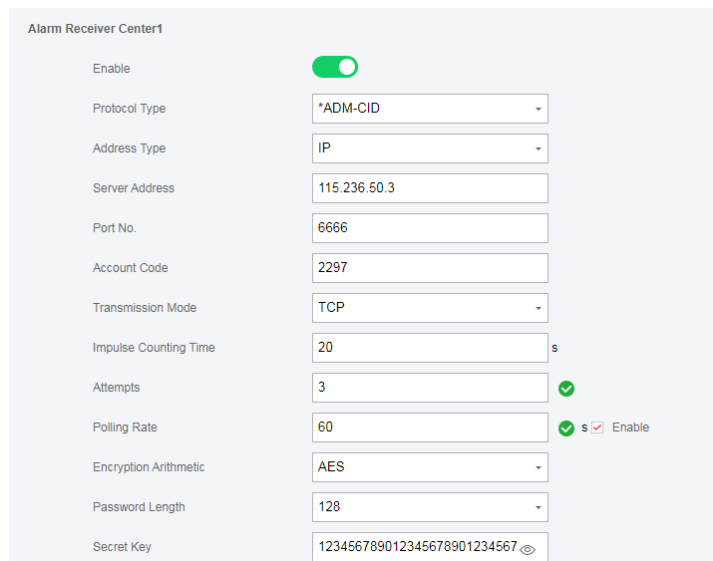 Alarm Receiver Center1
Enable
Protocol Type *ADM-CID
Address Type IP
Server Address 115.236.50.3
Port No. 6666
Account Code 2297
Transmission Mode TCP
Impulse Counting Time 20 s
Attempts 3
Polling Rate 60 s Enable
Encryption Arithmetic AES
Password Length 128
Secret Key 123456789012345678901234567